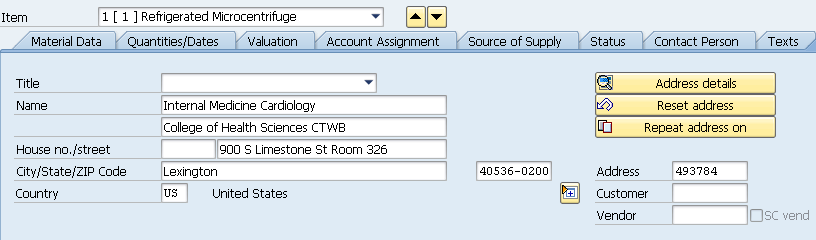 Item 1 [ 1 ] Refrigerated Microcentrifuge
Material Data Quantities/Dates Valuation Account Assignment Source of Supply Status Contact Person Texts
Title Address details
Name Internal Medicine Cardiology Reset address
College of Health Sciences CTWB Repeat address on
House no./street 900 S Limestone St Room 326
City/State/ZIP Code Lexington 40536-0200 Address 493784
Country US United States Customer
Vendor SC vend